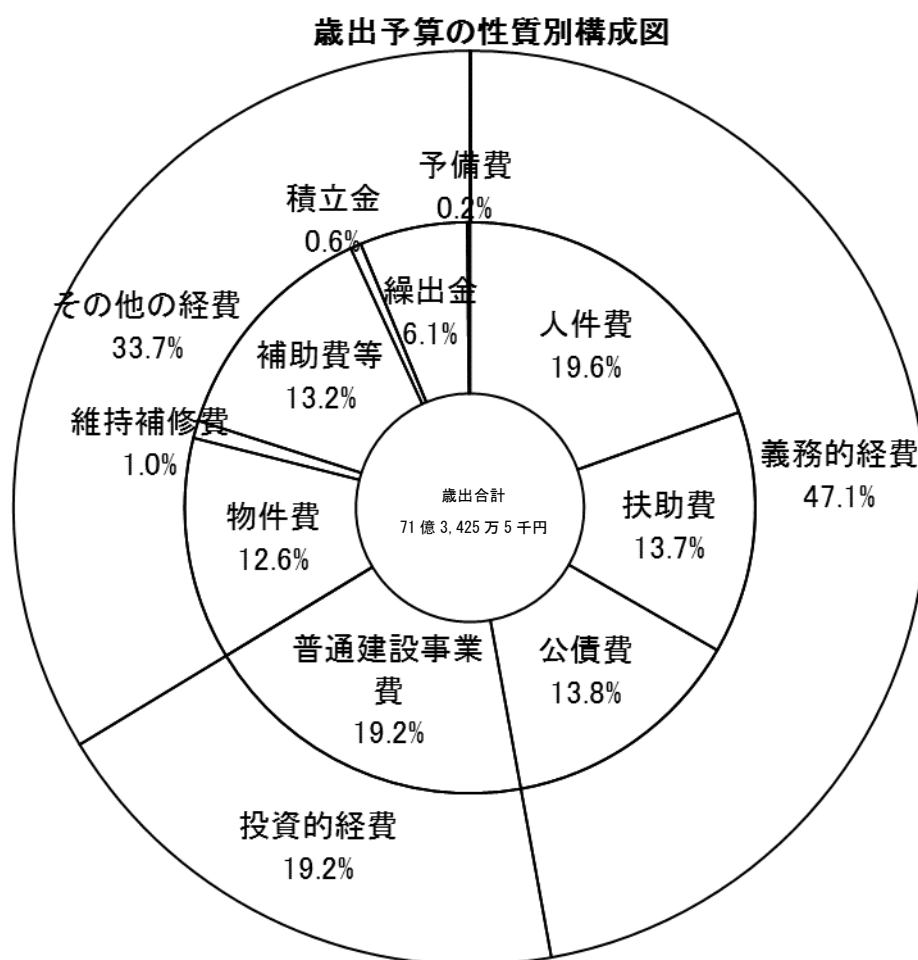 歳出予算の性質別構成図
予備費
0.2%
積立金
0.6%
繰出金
6.1%
その他の経費
33.7%
補助費等
13.2%
人件費
19.6%
維持補修費
1.0%
義務的経費
47.1%
歳出合計
71億3,425万5千円
物件費
12.6%
扶助費
13.7%
普通建設事業
費
19.2%
公債費
13.8%
投資的経費
19.2%